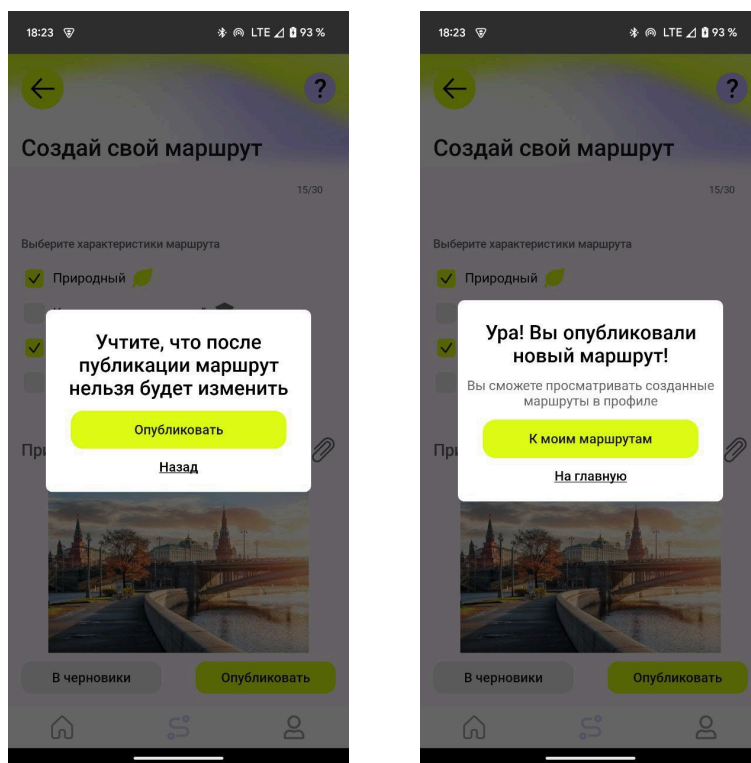 18:23
LTE 93 %
?
Создай свой маршрут
15/30
Выберите характеристики маршрута
Природный
Учтите, что после
публикации маршрут
нельзя будет изменить
Опубликовать
Назад
В черновики
Опубликовать
18:23
LTE 93 %
?
Создай свой маршрут
15/30
Выберите характеристики маршрута
Природный
Ура! Вы опубликовали
новый маршрут!
Вы сможете просматривать созданные
маршруты в профиле
К моим маршрутам
На главную
В черновики
Опубликовать